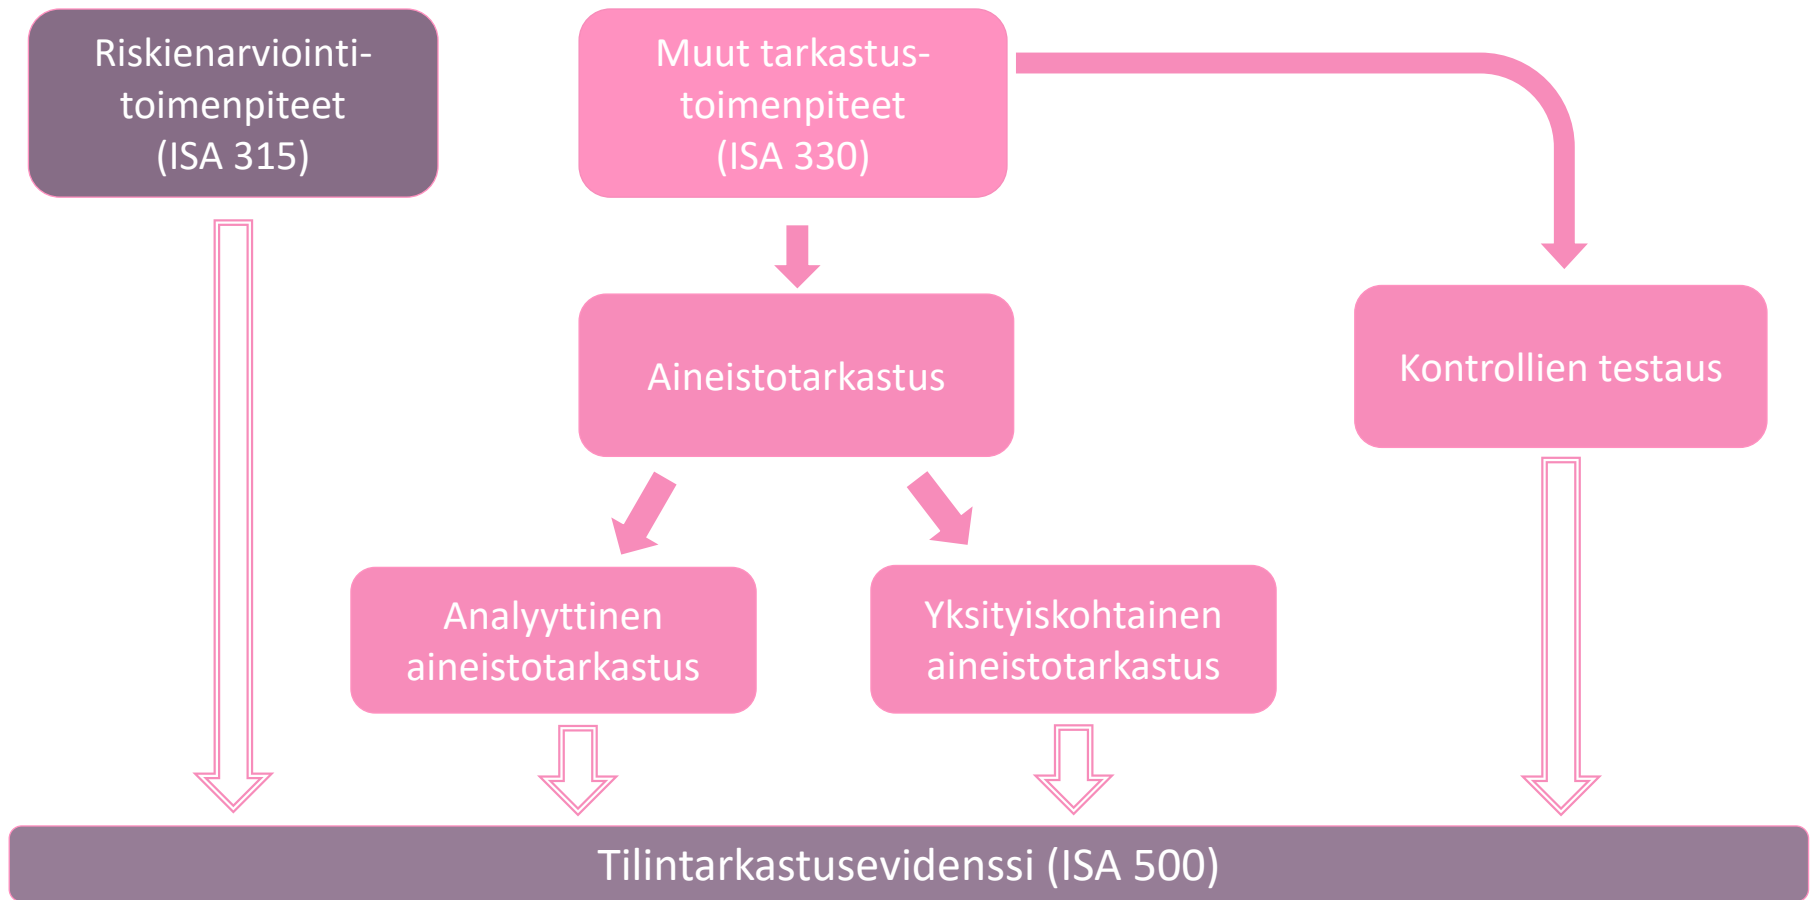 Riskienarviointi-
toimenpiteet
(ISA 315)
Muut tarkastus-
toimenpiteet
(ISA 330)
Aineistotarkastus
Kontrollien testaus
Analyyttinen
aineistotarkastus
Yksityiskohtainen
aineistotarkastus
Tilintarkastusevidenssi (ISA 500)